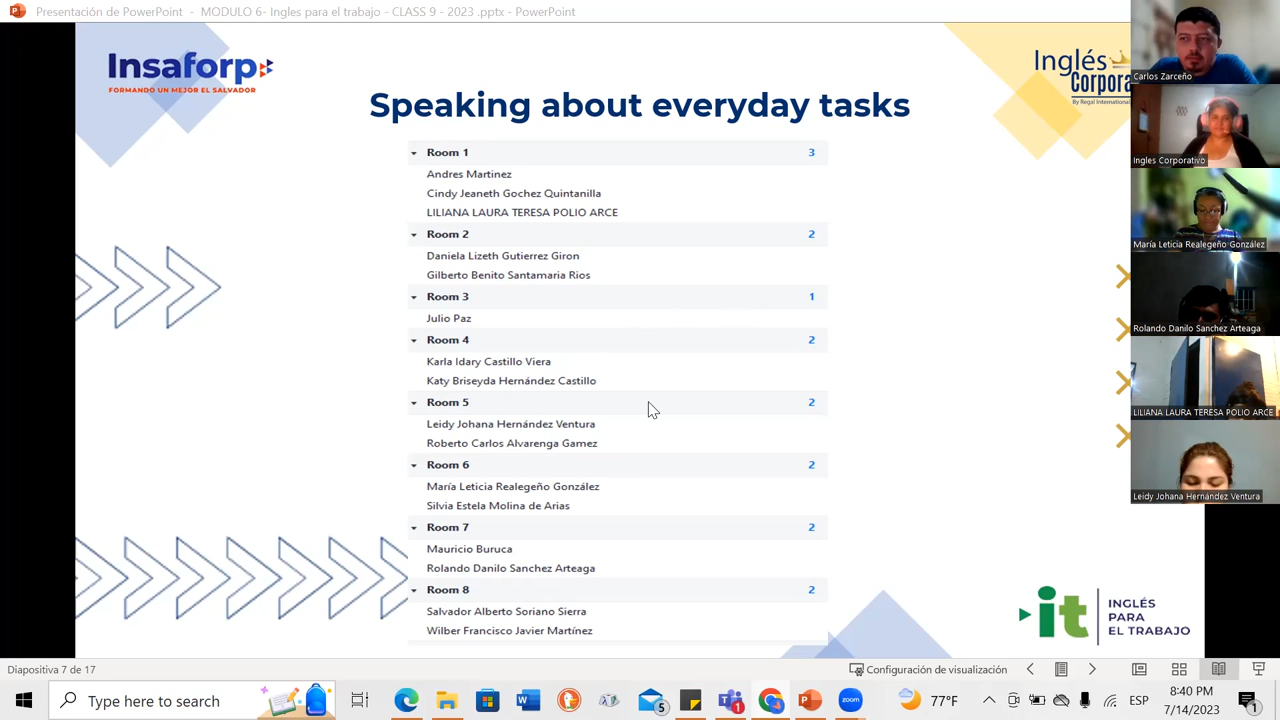 Presentación de PowerPoint - MODULO 6- Ingles para el trabajo - CLASS 9 - 2023 .pptx - PowerPoint
Insaforp
FORMANDO UN MEJOR EL SALVADOR
Inglés
Corpora
By Regal International
Speaking about everyday tasks
Room 1 3
Andres Martinez
Cindy Jeaneth Gochez Quintanilla
LILIANA LAURA TERESA POLIO ARCE
Room 2 2
Daniela Lizeth Gutierrez Giron
Gilberto Benito Santamaria Rios
Room 3 1
Julio Paz
Room 4 2
Karla Idary Castillo Viera
Katy Briseyda Hernández Castillo
Room 5 2
Leidy Johana Hernández Ventura
Roberto Carlos Alvarenga Gamez
Room 6 2
María Leticia Realegeño González
Silvia Estela Molina de Arias
Room 7 2
Mauricio Buruca
Rolando Danilo Sanchez Arteaga
Room 8 2
Salvador Alberto Soriano Sierra
Wilber Francisco Javier Martínez
Carlos Zarceño
Ingles Corporativo
María Leticia Realegeño González
Rolando Danilo Sanchez Arteaga
LILIANA LAURA TERESA POLIO ARCE
Leidy Johana Hernández Ventura
it
INGLÉS
PARA
EL TRABAJO
Diapositiva 7 de 17
Configuración de visualización
Type here to search
5
1
77°F
ESP
8:40 PM
7/14/2023
1